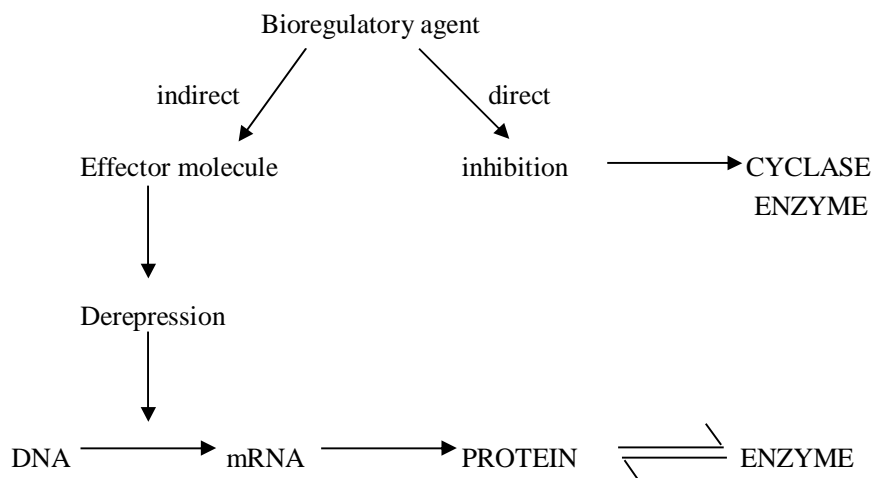 Bioregulatory agent
indirect direct
Effector molecule inhibition CYCLASE
ENZYME
Derepression
DNA mRNA PROTEIN ENZYME